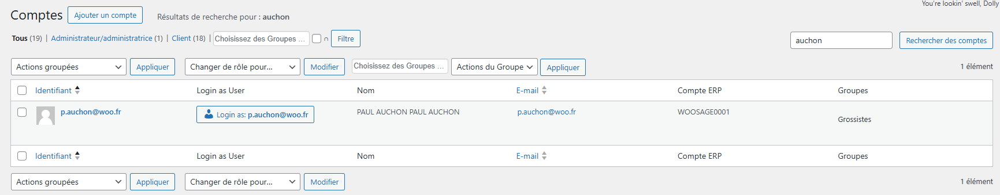 You're lookin' swell, Dolly
Comptes Ajouter un compte Résultats de recherche pour : auchon
Tous (19) | Administrateur/administratrice (1) | Client (18) | Choisissez des Groupes ... ∩ Filtre auchon Rechercher des comptes
Actions groupées Appliquer Changer de rôle pour... Modifier Choisissez des Groupes ... Actions du Groupe Appliquer 1 élément
Identifiant Login as User Nom E-mail Compte ERP Groupes
p.auchon@woo.fr Login as: p.auchon@woo.fr PAUL AUCHON PAUL AUCHON p.auchon@woo.fr WOOSAGE0001 Grossistes
Identifiant Login as User Nom E-mail Compte ERP Groupes
Actions groupées Appliquer Changer de rôle pour... Modifier 1 élément